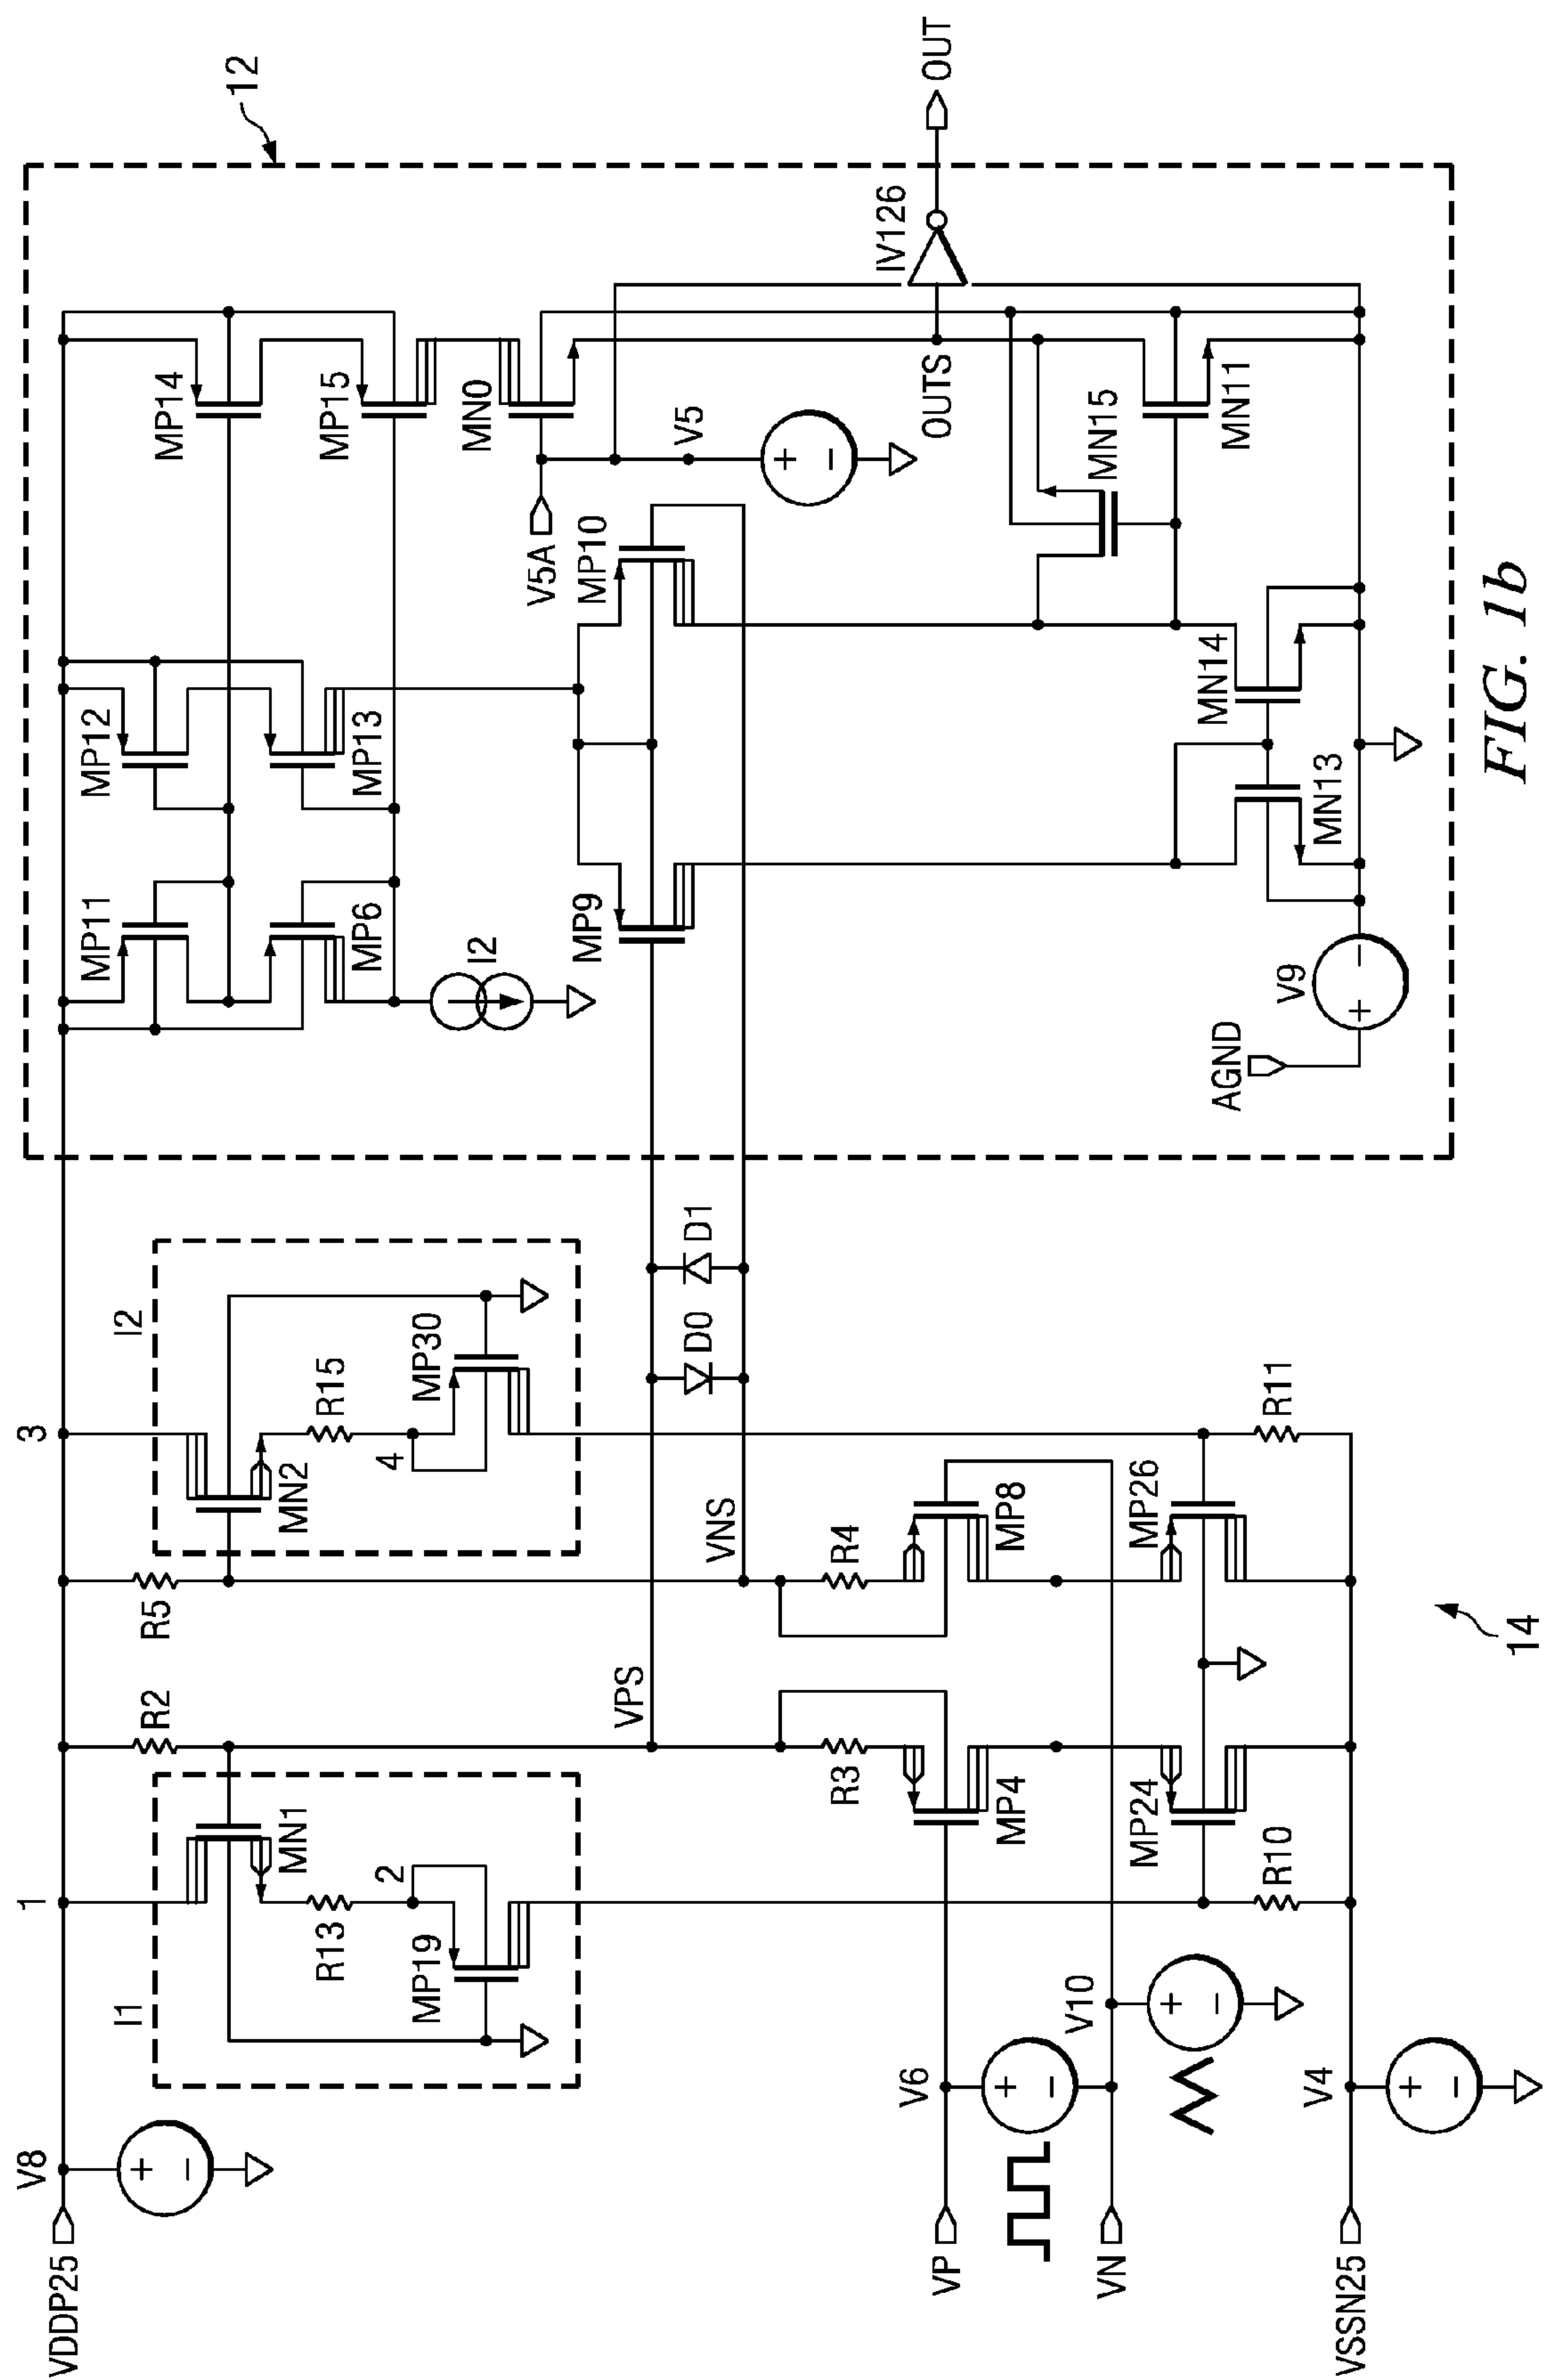 VDDP25
V8
1
3
I1
MN1
R13
2
MP19
R2
R5
I2
MN2
R15
4
MP30
VPS
VNS
D0
D1
R3
MP4
R4
MP8
MP24
MP26
R10
R11
VP
V6
VN
V10
VSSN25
V4
14
12
MP11
MP6
I2
MP12
MP13
MP14
MP15
MN0
V5A
V5
MP9
MP10
OUTS
IV126
OUT
MN15
MN11
MN14
MN13
V9
AGND
FIG. 1b